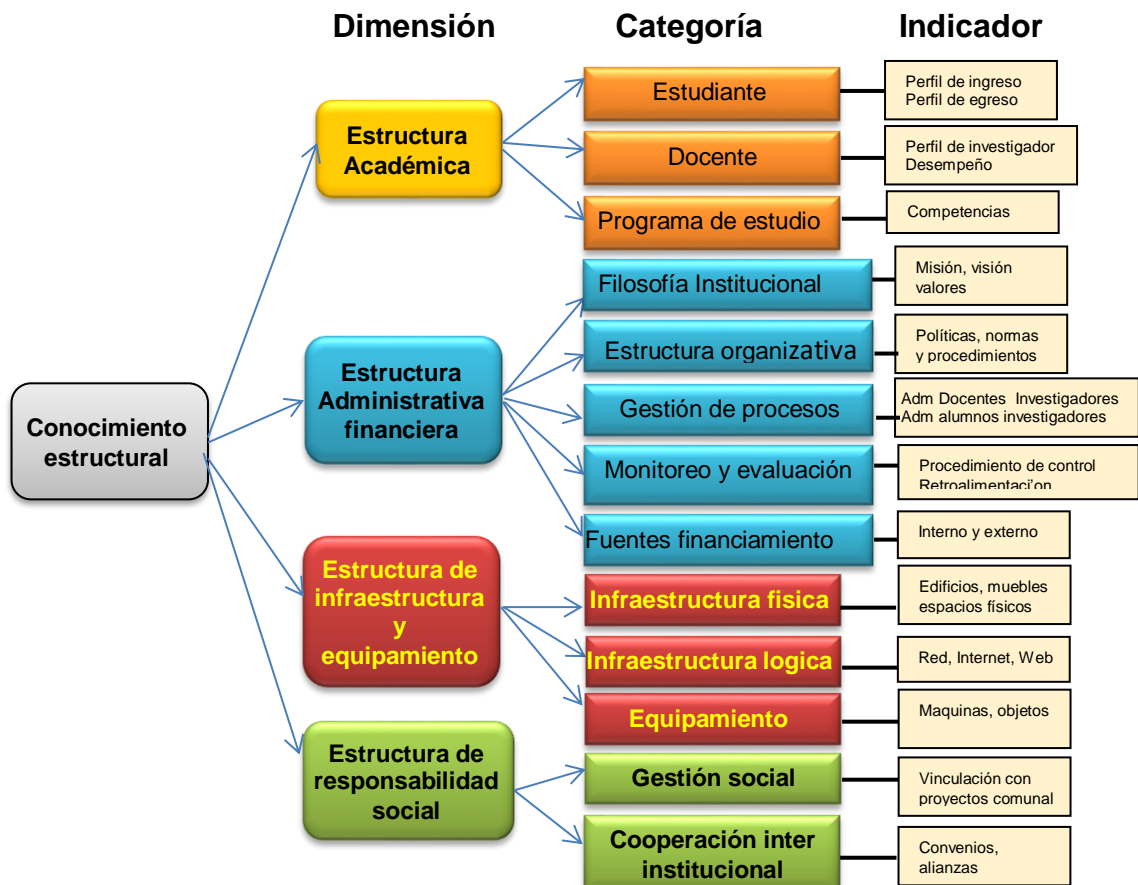 Dimensión
Categoría
Indicador
Conocimiento
estructural
Estructura
Académica
Estudiante
Perfil de ingreso
Perfil de egreso
Docente
Perfil de investigador
Desempeño
Programa de estudio
Competencias
Estructura
Administrativa
financiera
Filosofía Institucional
Misión, visión
valores
Estructura organizativa
Políticas, normas
y procedimientos
Gestión de procesos
Adm Docentes Investigadores
Adm alumnos investigadores
Monitoreo y evaluación
Procedimiento de control
Retroalimentaci'on
Fuentes financiamiento
Interno y externo
Estructura de
infraestructura
y
equipamiento
Infraestructura fisica
Edificios, muebles
espacios físicos
Infraestructura logica
Red, Internet, Web
Equipamiento
Maquinas, objetos
Estructura de
responsabilidad
social
Gestión social
Vinculación con
proyectos comunal
Cooperación inter
institucional
Convenios,
alianzas